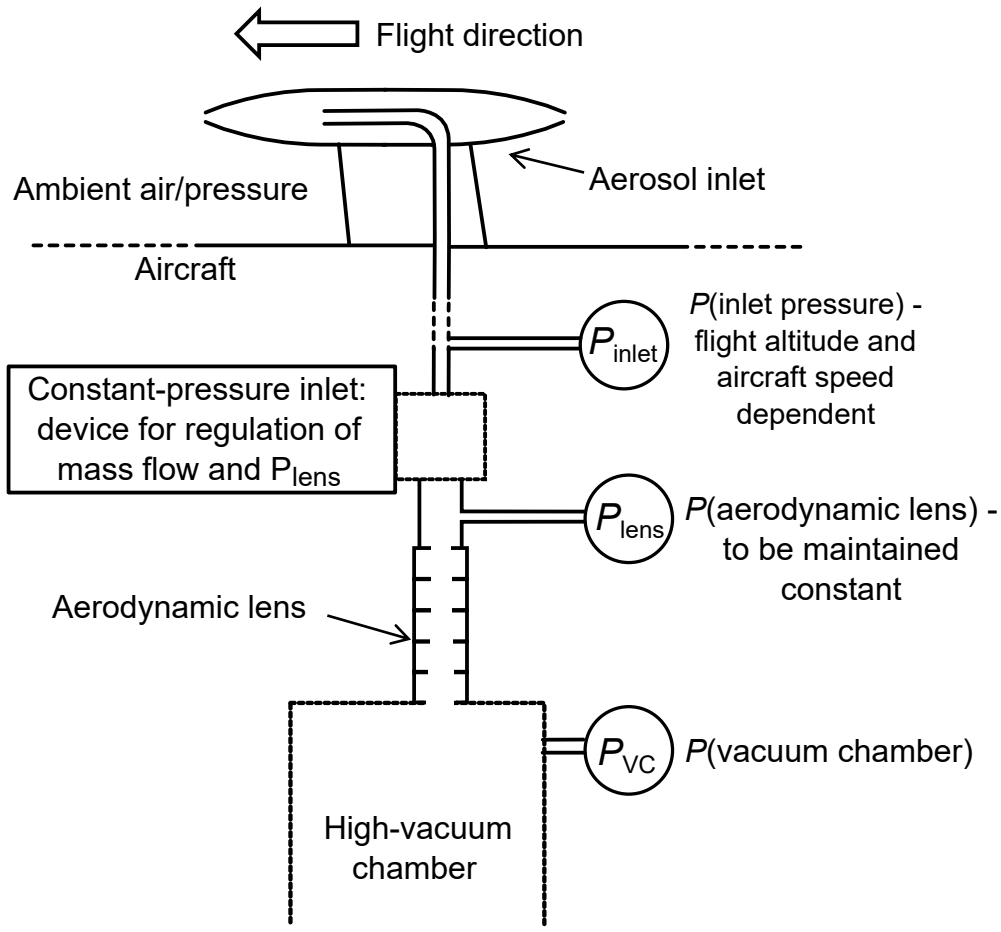 Flight direction
Aerosol inlet
Ambient air/pressure
Aircraft
P(inlet pressure) -
flight altitude and
aircraft speed
dependent
Pinlet
Constant-pressure inlet:
device for regulation of
mass flow and Plens
Plens
P(aerodynamic lens) -
to be maintained
constant
Aerodynamic lens
PVC
P(vacuum chamber)
High-vacuum
chamber